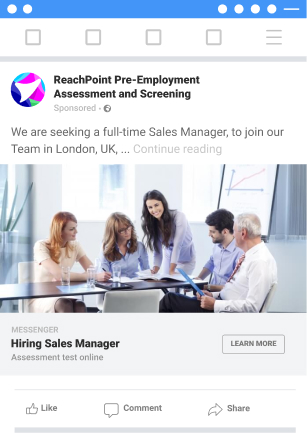 ReachPoint Pre-Employment
Assessment and Screening
Sponsored -
We are seeking a full-time Sales Manager, to join our
Team in London, UK, ... Continue reading
MESSENGER
Hiring Sales Manager
LEARN MORE
Assessment test online
Like
Comment
Share